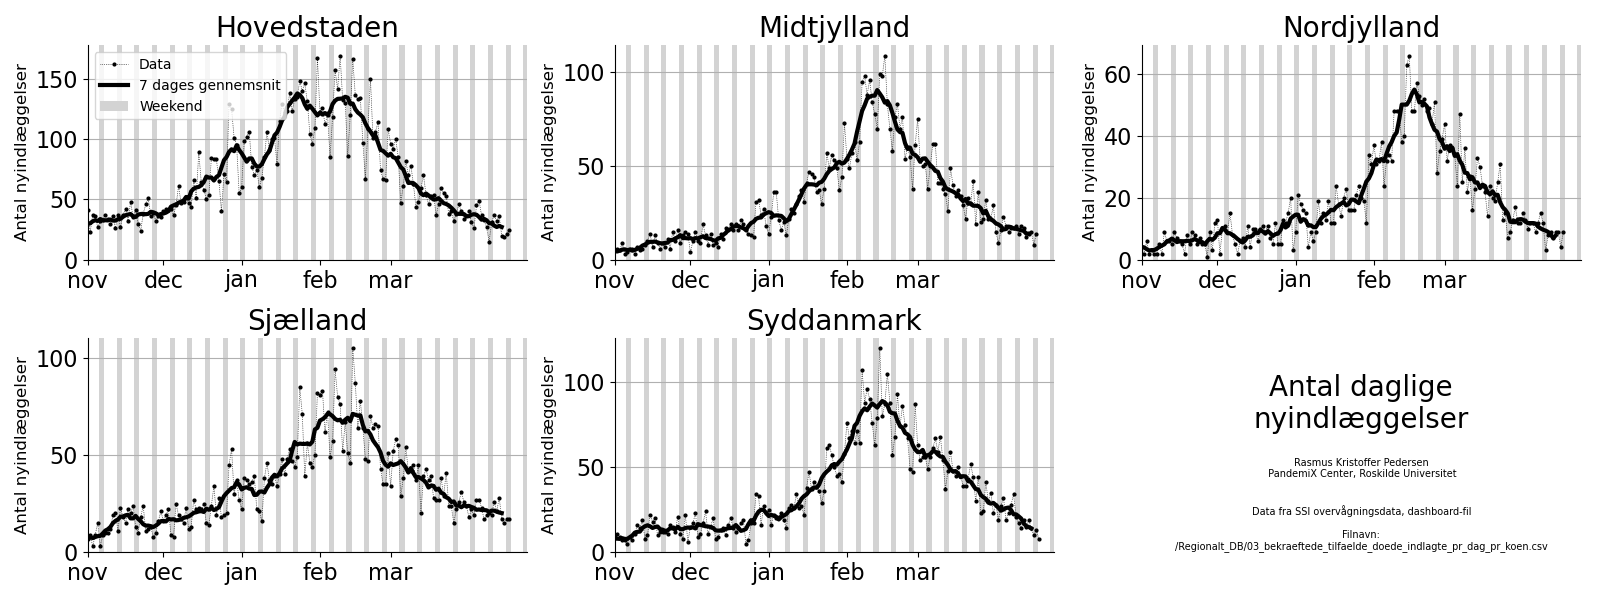 Hovedstaden
Antal nyindlæggelser
150
100
50
0
nov dec jan feb mar
Data
7 dages gennemsnit
Weekend
Midtjylland
Antal nyindlæggelser
100
50
0
nov dec jan feb mar
Nordjylland
Antal nyindlæggelser
60
40
20
0
nov dec jan feb mar
Sjælland
Antal nyindlæggelser
100
50
0
nov dec jan feb mar
Syddanmark
Antal nyindlæggelser
100
50
0
nov dec jan feb mar
Antal daglige
nyindlæggelser
Rasmus Kristoffer Pedersen
PandemiX Center, Roskilde Universitet
Data fra SSI overvågningsdata, dashboard-fil
Filnavn:
/Regionalt_DB/03_bekraeftede_tilfaelde_doede_indlagte_pr_dag_pr_koen.csv